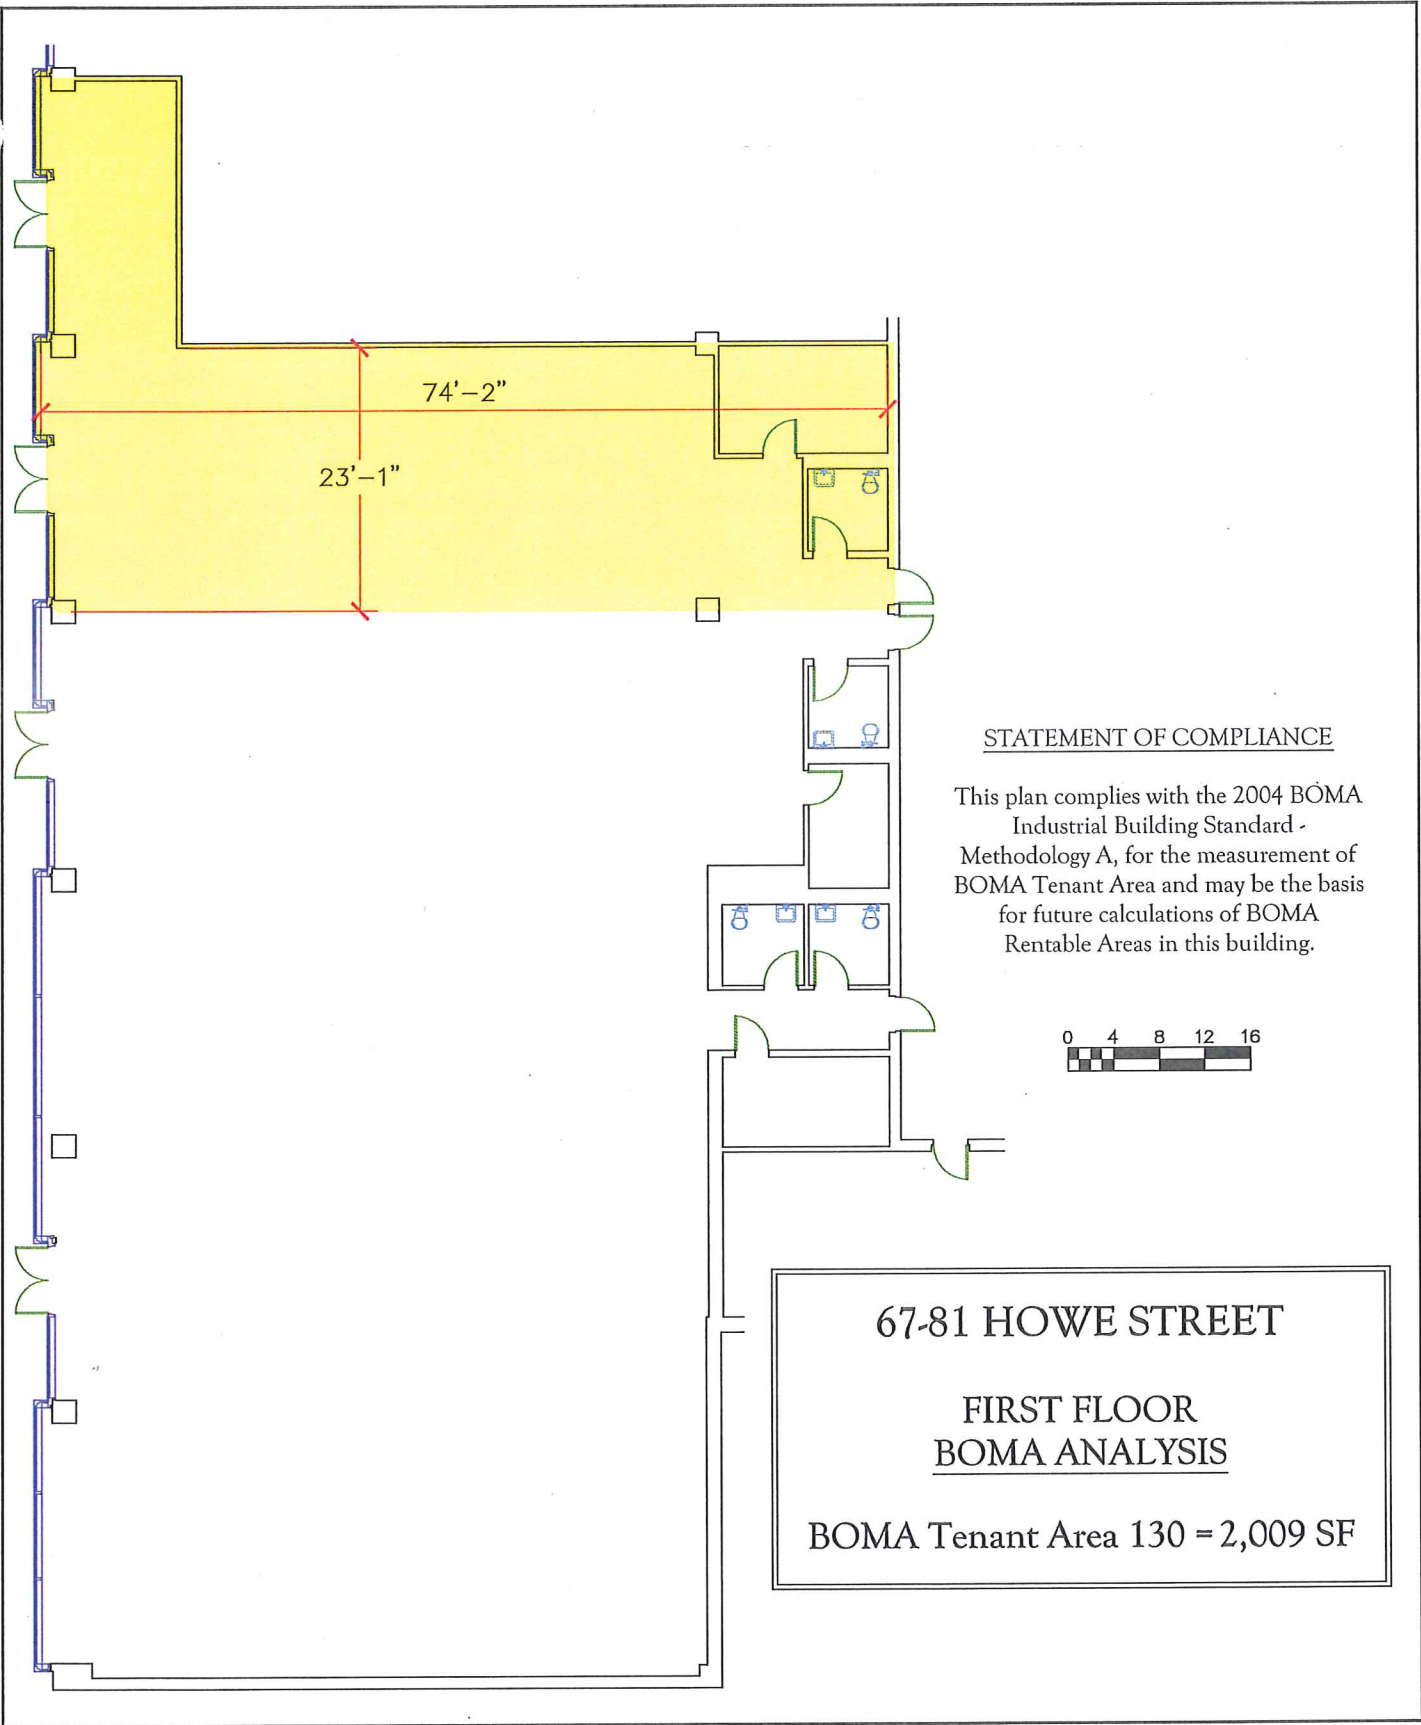 74'–2"
23'–1"
STATEMENT OF COMPLIANCE
This plan complies with the 2004 BOMA
Industrial Building Standard -
Methodology A, for the measurement of
BOMA Tenant Area and may be the basis
for future calculations of BOMA
Rentable Areas in this building.
0 4 8 12 16
67-81 HOWE STREET
FIRST FLOOR
BOMA ANALYSIS
BOMA Tenant Area 130 = 2,009 SF